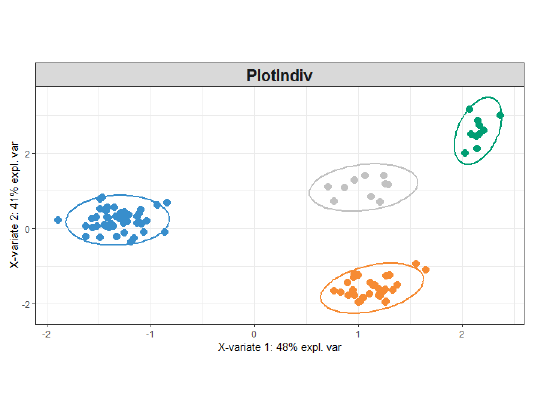 PlotIndiv
X-variate 2: 41% expl. var
2
0
-2
-2
-1
0
1
2
X-variate 1: 48% expl. var